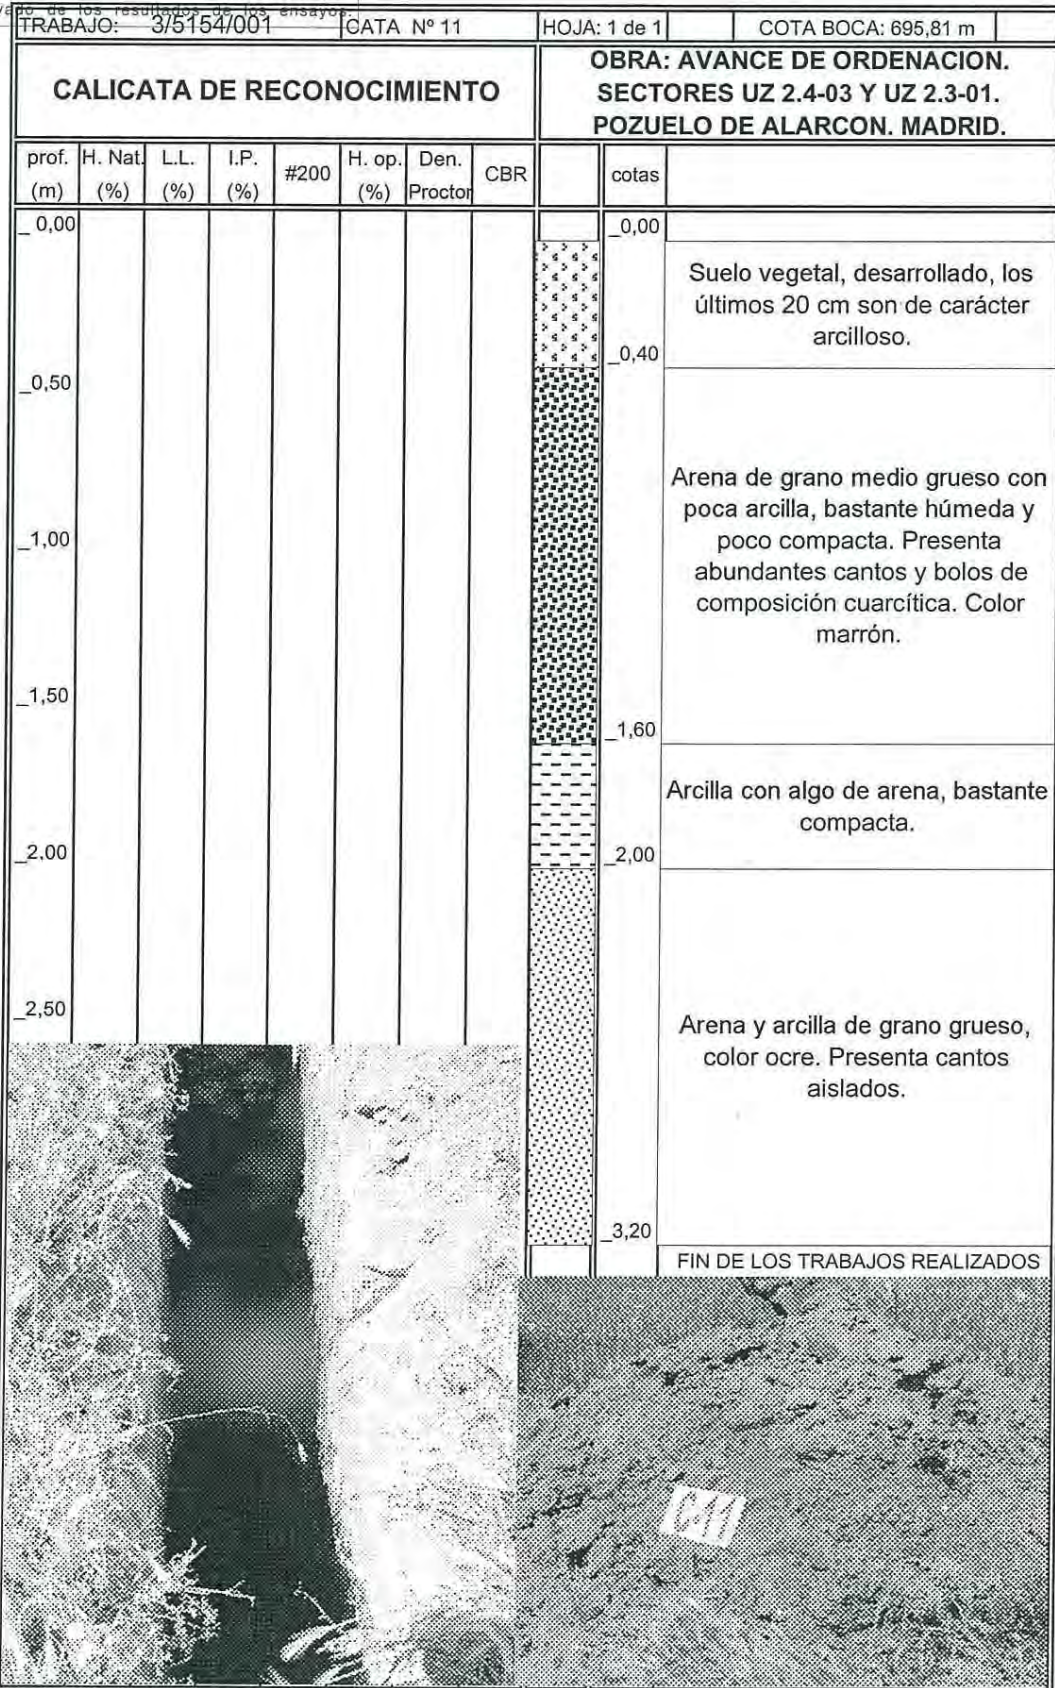 de los resultados de los ensayos.
TRABAJO: 3/5154/001 CATA Nº 11 HOJA: 1 de 1 COTA BOCA: 695,81 m
CALICATA DE RECONOCIMIENTO
OBRA: AVANCE DE ORDENACION.
SECTORES UZ 2.4-03 Y UZ 2.3-01.
POZUELO DE ALARCON. MADRID.
prof. (m) H. Nat. (%) L.L. (%) I.P. (%) #200 H. op. (%) Den. Proctor CBR cotas
_0,00
_0,50
_1,00
_1,50
_2.00
_2,50
_0,00
Suelo vegetal, desarrollado, los
últimos 20 cm son de carácter
arcilloso.
_0,40
Arena de grano medio grueso con
poca arcilla, bastante húmeda y
poco compacta. Presenta
abundantes cantos y bolos de
composición cuarcítica. Color
marrón.
_1,60
Arcilla con algo de arena, bastante
compacta.
_2,00
Arena y arcilla de grano grueso,
color ocre. Presenta cantos
aislados.
_3,20
FIN DE LOS TRABAJOS REALIZADOS
C-11